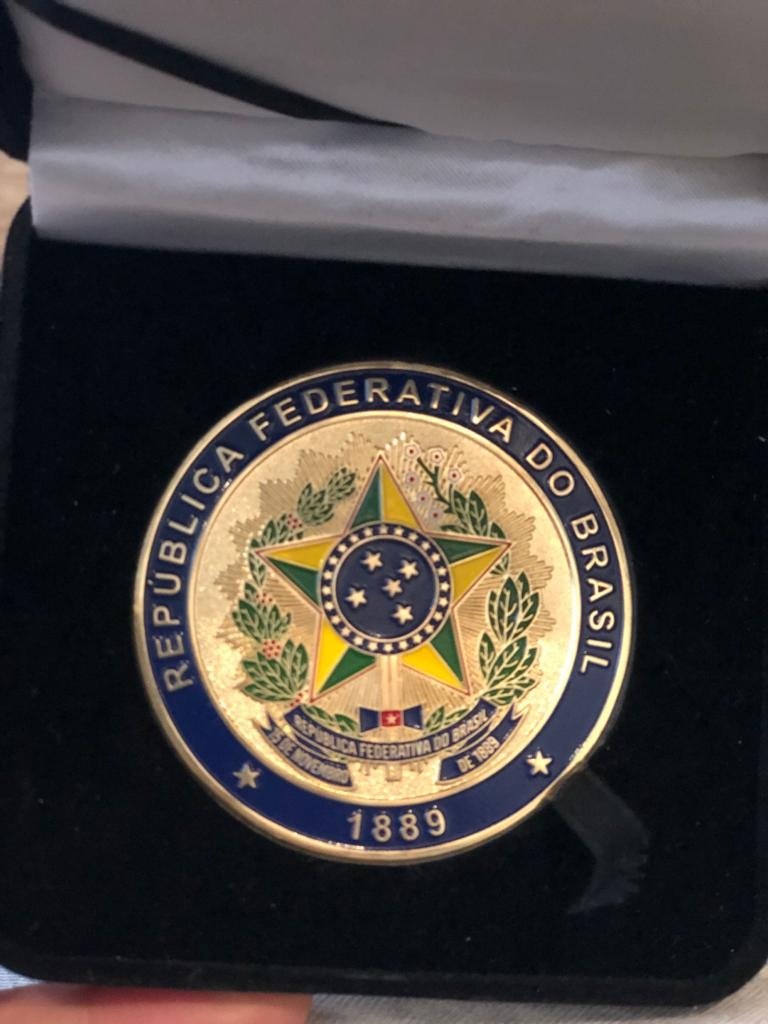 REPÚBLICA FEDERATIVA DO BRASIL
REPÚBLICA FEDERATIVA DO BRASIL
15 DE NOVEMBRO
DE 1889
1889